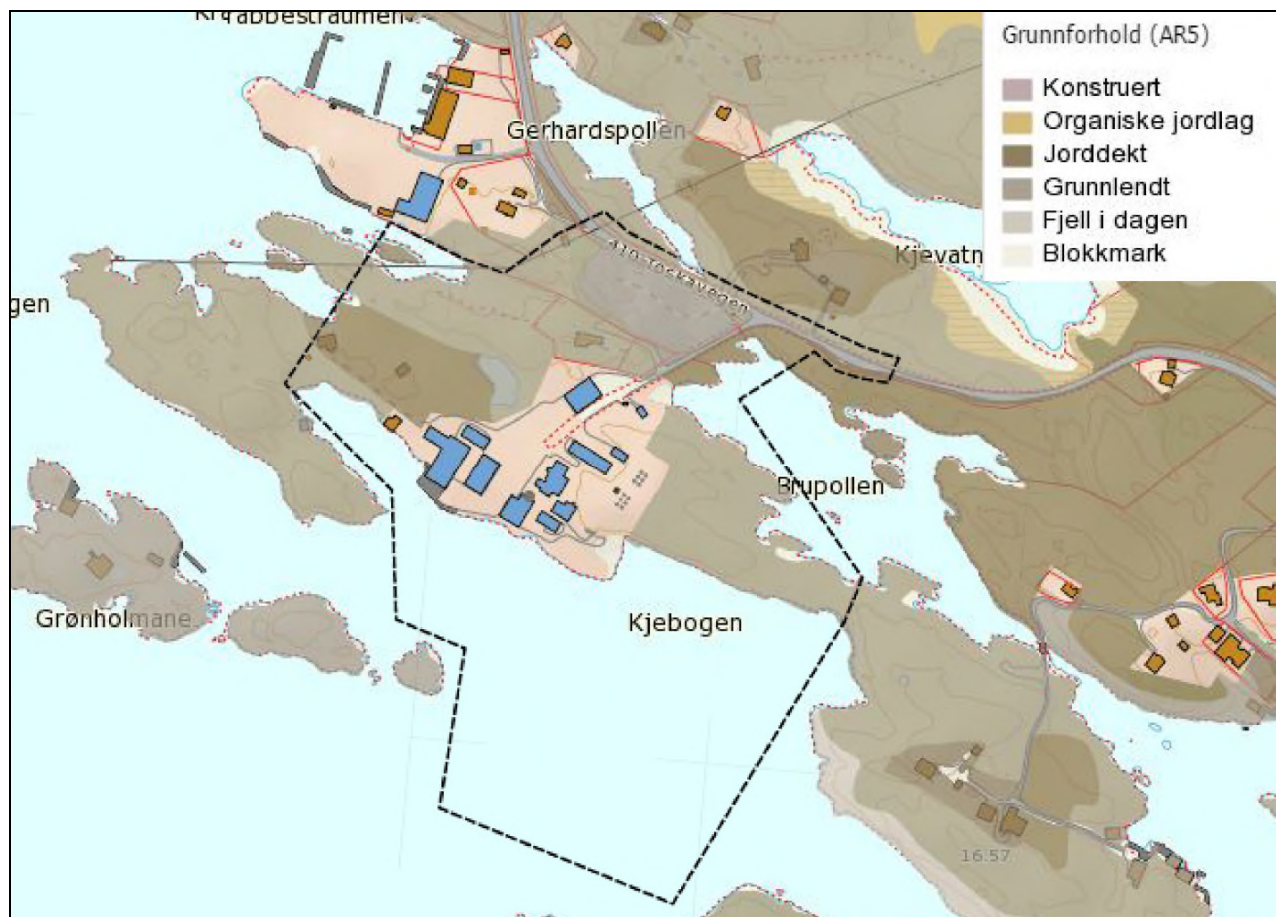 Grunnforhold (AR5)
Konstruert
Organiske jordlag
Jorddekt
Grunnlendt
Fjell i dagen
Blokkmark
Gerhardspollen
Kjevatn
gen
Brupollen
Grønholmane
Kjebogen
16.57